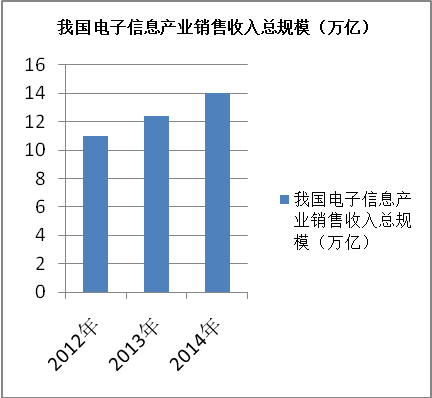 我国电子信息产业销售收入总规模（万亿）
16
14
12
10
8
6
4
2
0
2012年
2013年
2014年
我国电子信息产
业销售收入总规
模（万亿）